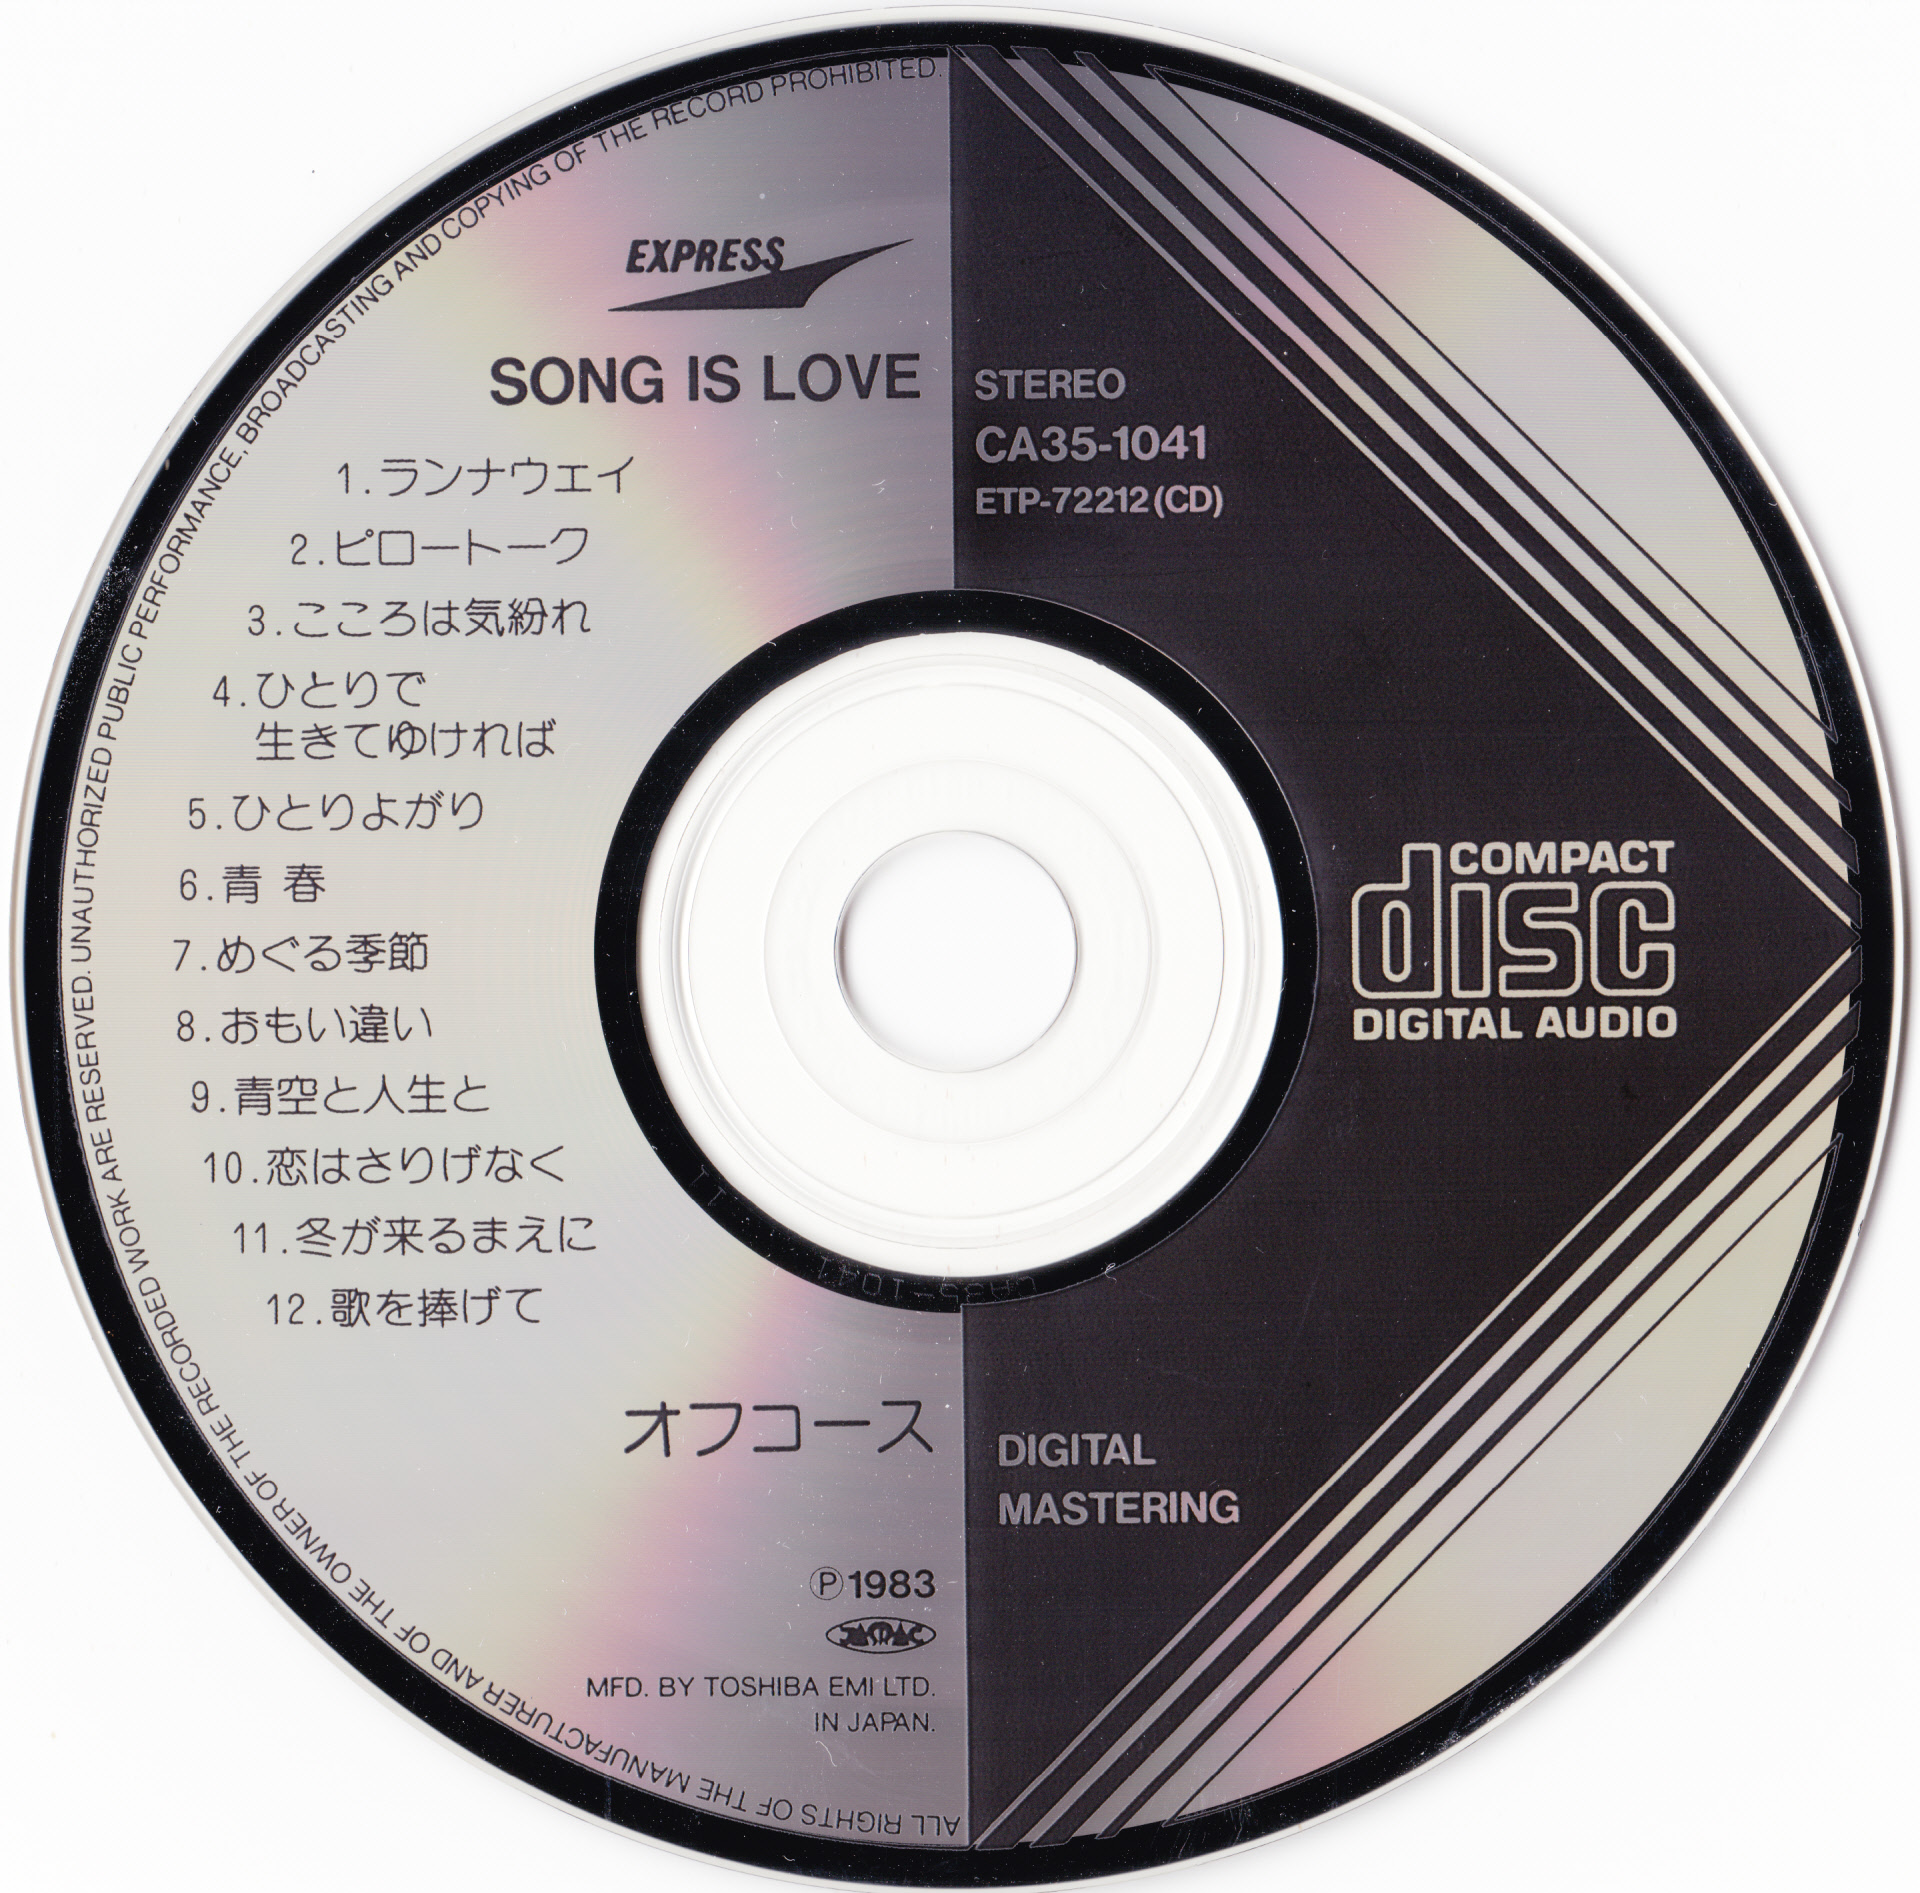 EXPRESS
SONG IS LOVE
1.ランナウェイ
2.ピロートーク
3.こころは気紛れ
4.ひとりで
生きてゆければ
5.ひとりよがり
6.青 春
7.めぐる季節
8.おもい違い
9.青空と人生と
10.恋はさりげなく
11.冬が来るまえに
12.歌を捧げて
オフコース
Ⓟ1983
JASRAC
MFD. BY TOSHIBA EMI LTD.
IN JAPAN.
STEREO
CA35-1041
ETP-72212(CD)
COMPACT
disc
DIGITAL AUDIO
DIGITAL
MASTERING
ALL RIGHTS OF THE MANUFACTURER AND OF THE OWNER OF THE RECORDED WORK ARE RESERVED. UNAUTHORIZED PUBLIC PERFORMANCE, BROADCASTING AND COPYING OF THE RECORD PROHIBITED.
CA35-1041